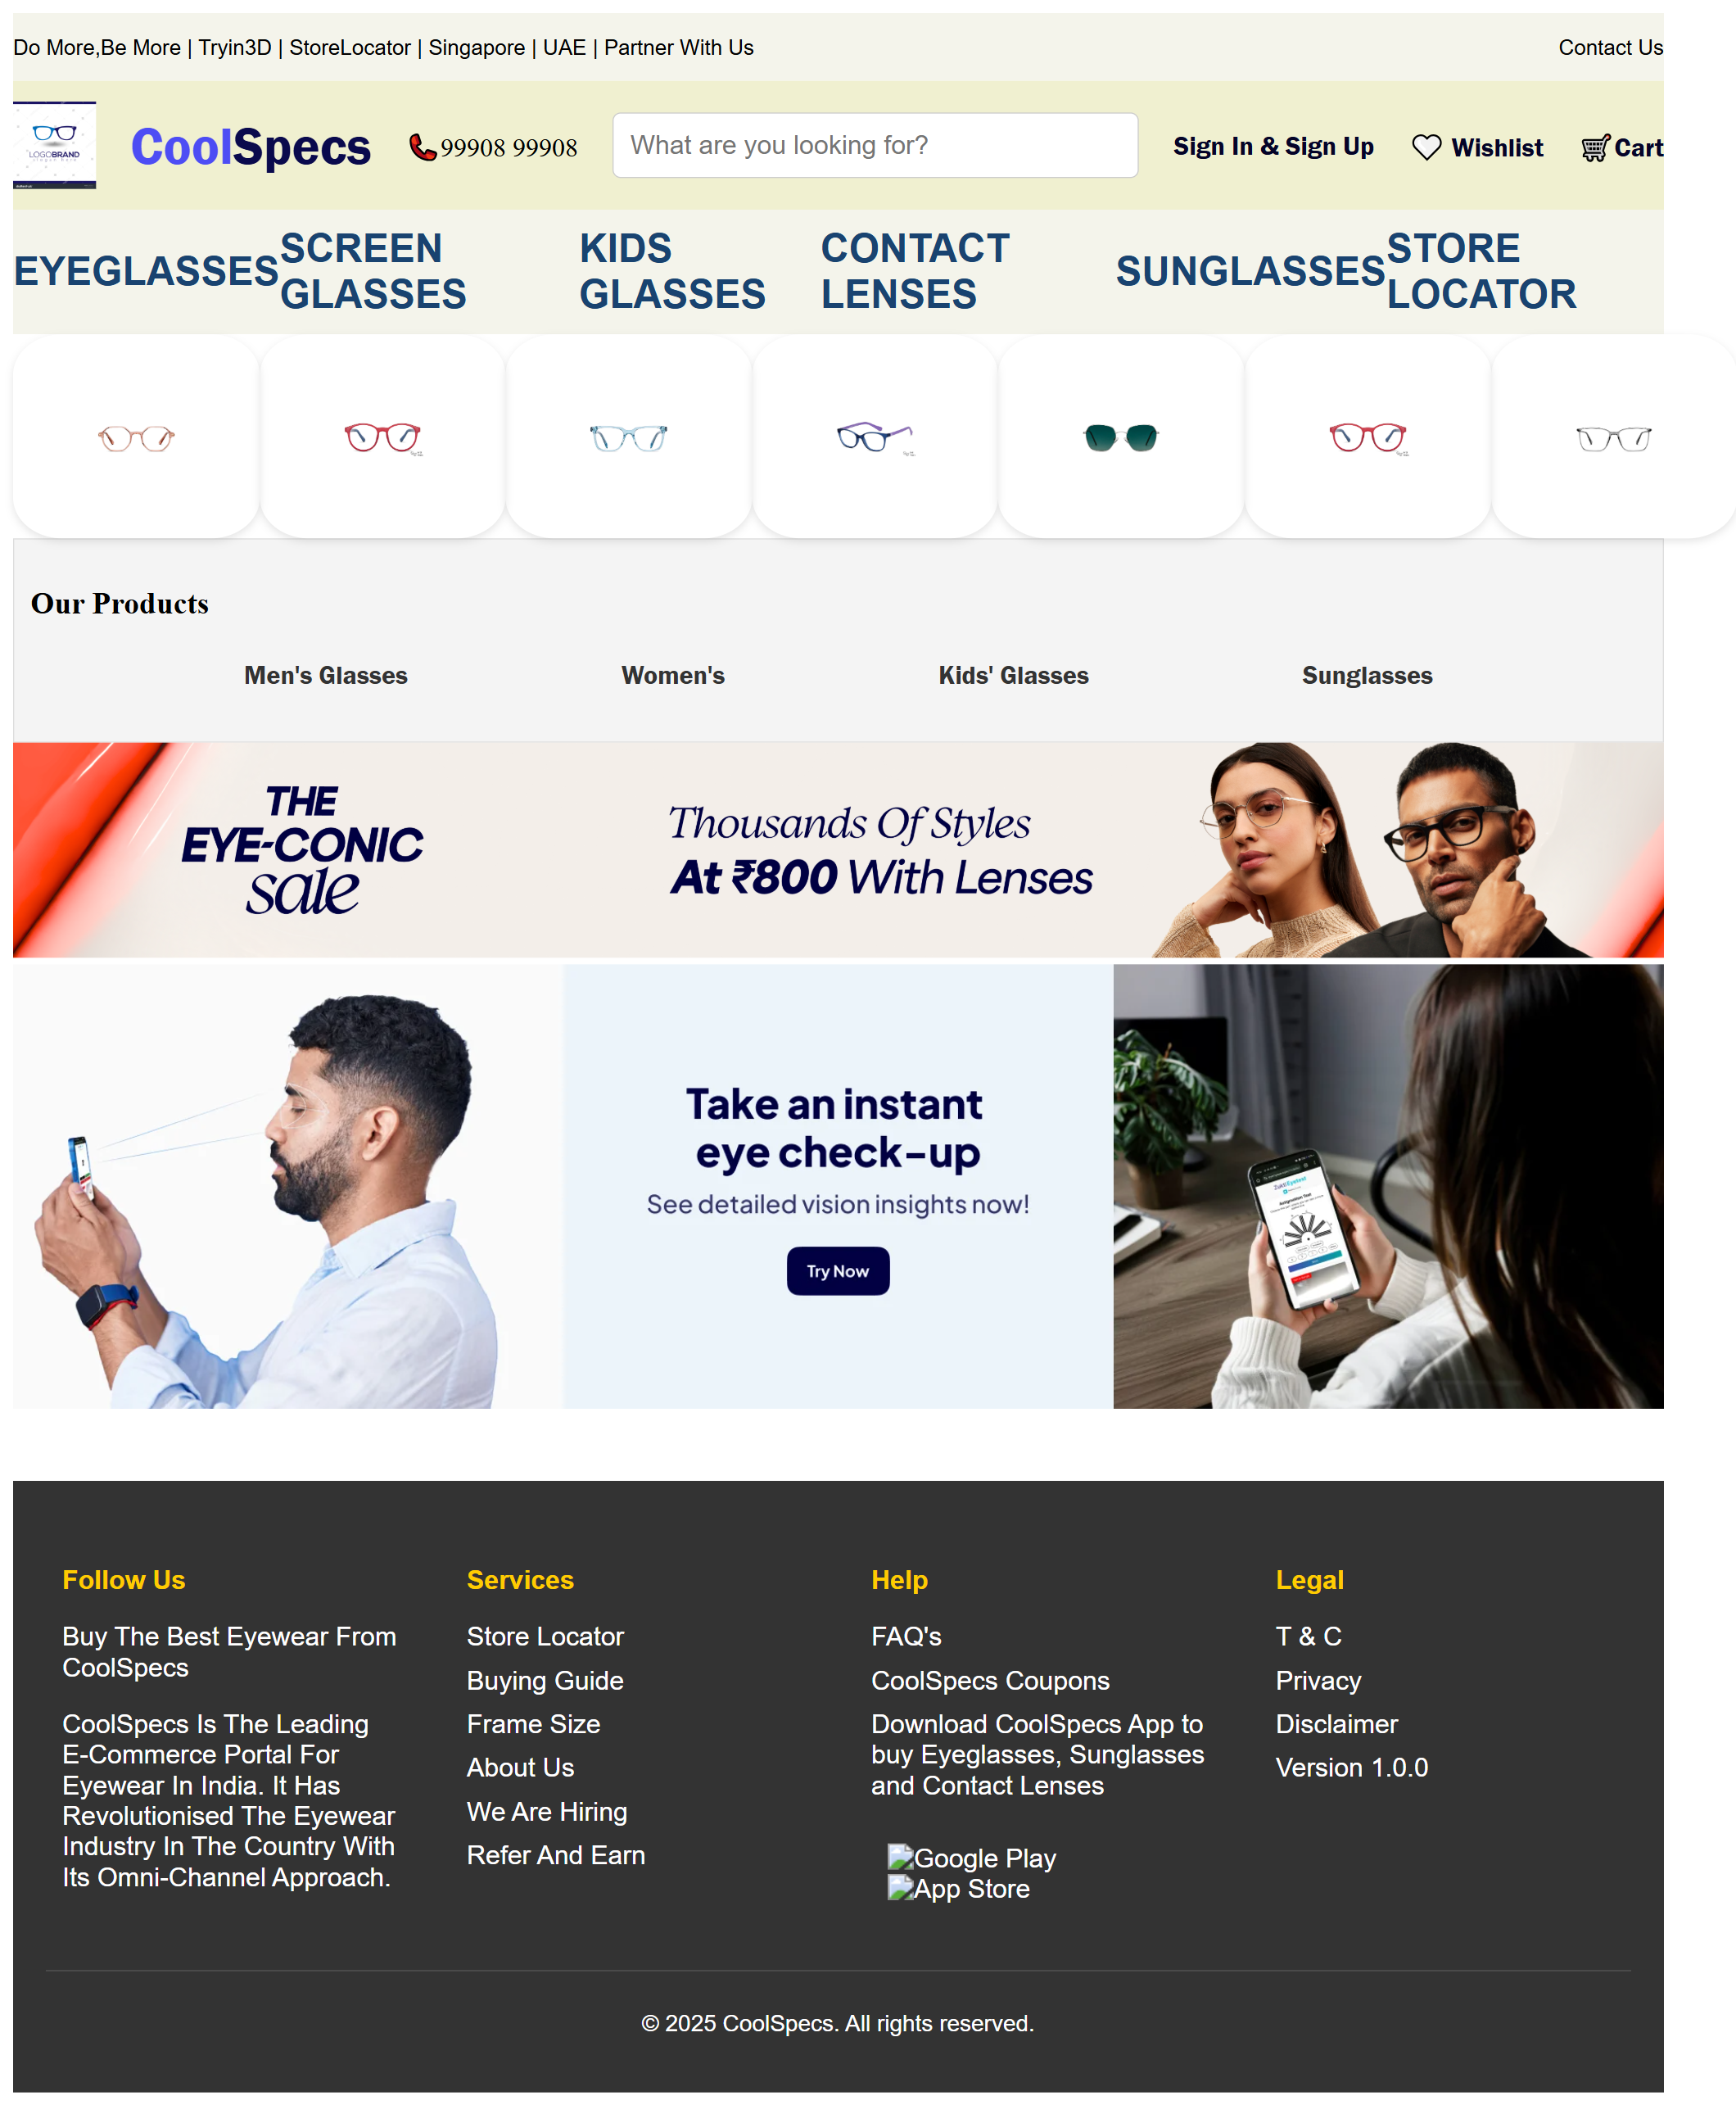 Do More,Be More | Tryin3D | StoreLocator | Singapore | UAE | Partner With Us
Contact Us
LOGOBRAND
CoolSpecs
99908 99908
What are you looking for?
Sign In & Sign Up
Wishlist
Cart
EYEGLASSES
SCREEN
GLASSES
KIDS
GLASSES
CONTACT
LENSES
SUNGLASSES
STORE
LOCATOR
Our Products
Men's Glasses
Women's
Kids' Glasses
Sunglasses
THE
EYE-CONIC
sale
Thousands Of Styles
At ₹800 With Lenses
Take an instant
eye check-up
See detailed vision insights now!
Try Now
Follow Us
Buy The Best Eyewear From
CoolSpecs
CoolSpecs Is The Leading
E-Commerce Portal For
Eyewear In India. It Has
Revolutionised The Eyewear
Industry In The Country With
Its Omni-Channel Approach.
Services
Store Locator
Buying Guide
Frame Size
About Us
We Are Hiring
Refer And Earn
Help
FAQ's
CoolSpecs Coupons
Download CoolSpecs App to
buy Eyeglasses, Sunglasses
and Contact Lenses
Google Play
App Store
Legal
T & C
Privacy
Disclaimer
Version 1.0.0
© 2025 CoolSpecs. All rights reserved.